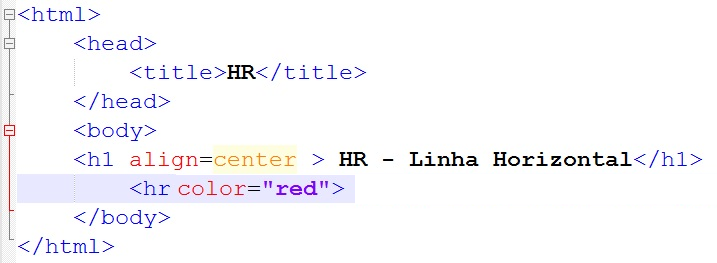 <html>
<head>
<title>HR</title>
</head>
<body>
<h1 align=center > HR - Linha Horizontal</h1>
<hr color="red">
</body>
</html>